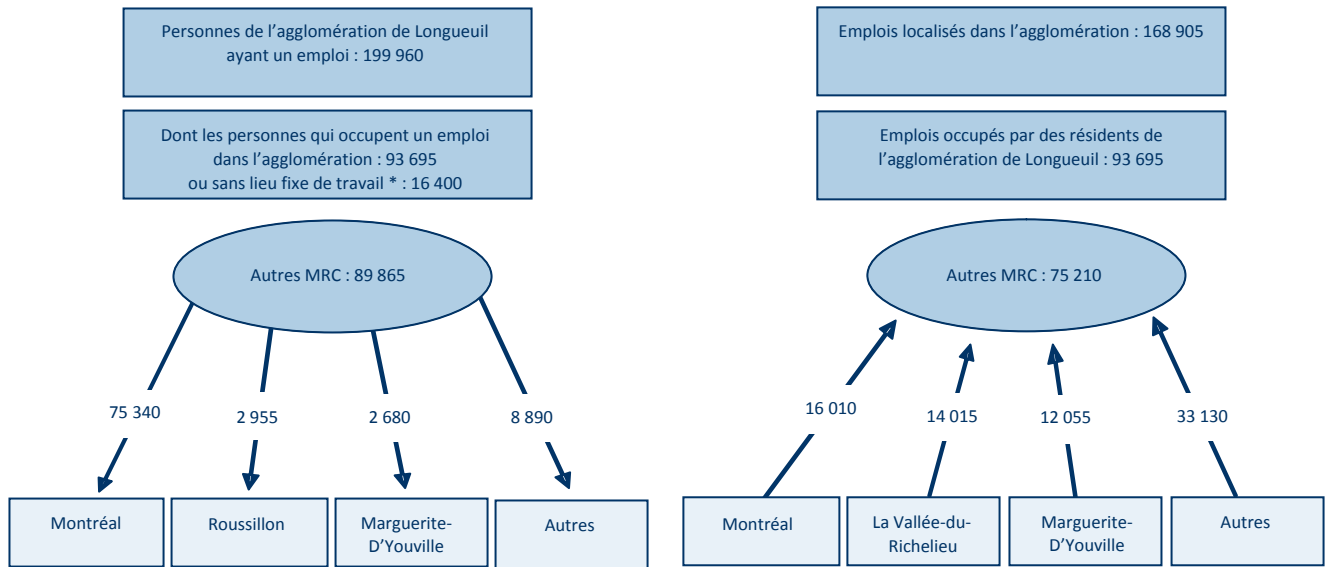 Personnes de l’agglomération de Longueuil
ayant un emploi : 199 960
Dont les personnes qui occupent un emploi
dans l’agglomération : 93 695
ou sans lieu fixe de travail * : 16 400
Autres MRC : 89 865
75 340
2 955
2 680
8 890
Montréal
Roussillon
Marguerite-
D’Youville
Autres
Emplois localisés dans l’agglomération : 168 905
Emplois occupés par des résidents de
l’agglomération de Longueuil : 93 695
Autres MRC : 75 210
16 010
14 015
12 055
33 130
Montréal
La Vallée-du-
Richelieu
Marguerite-
D’Youville
Autres